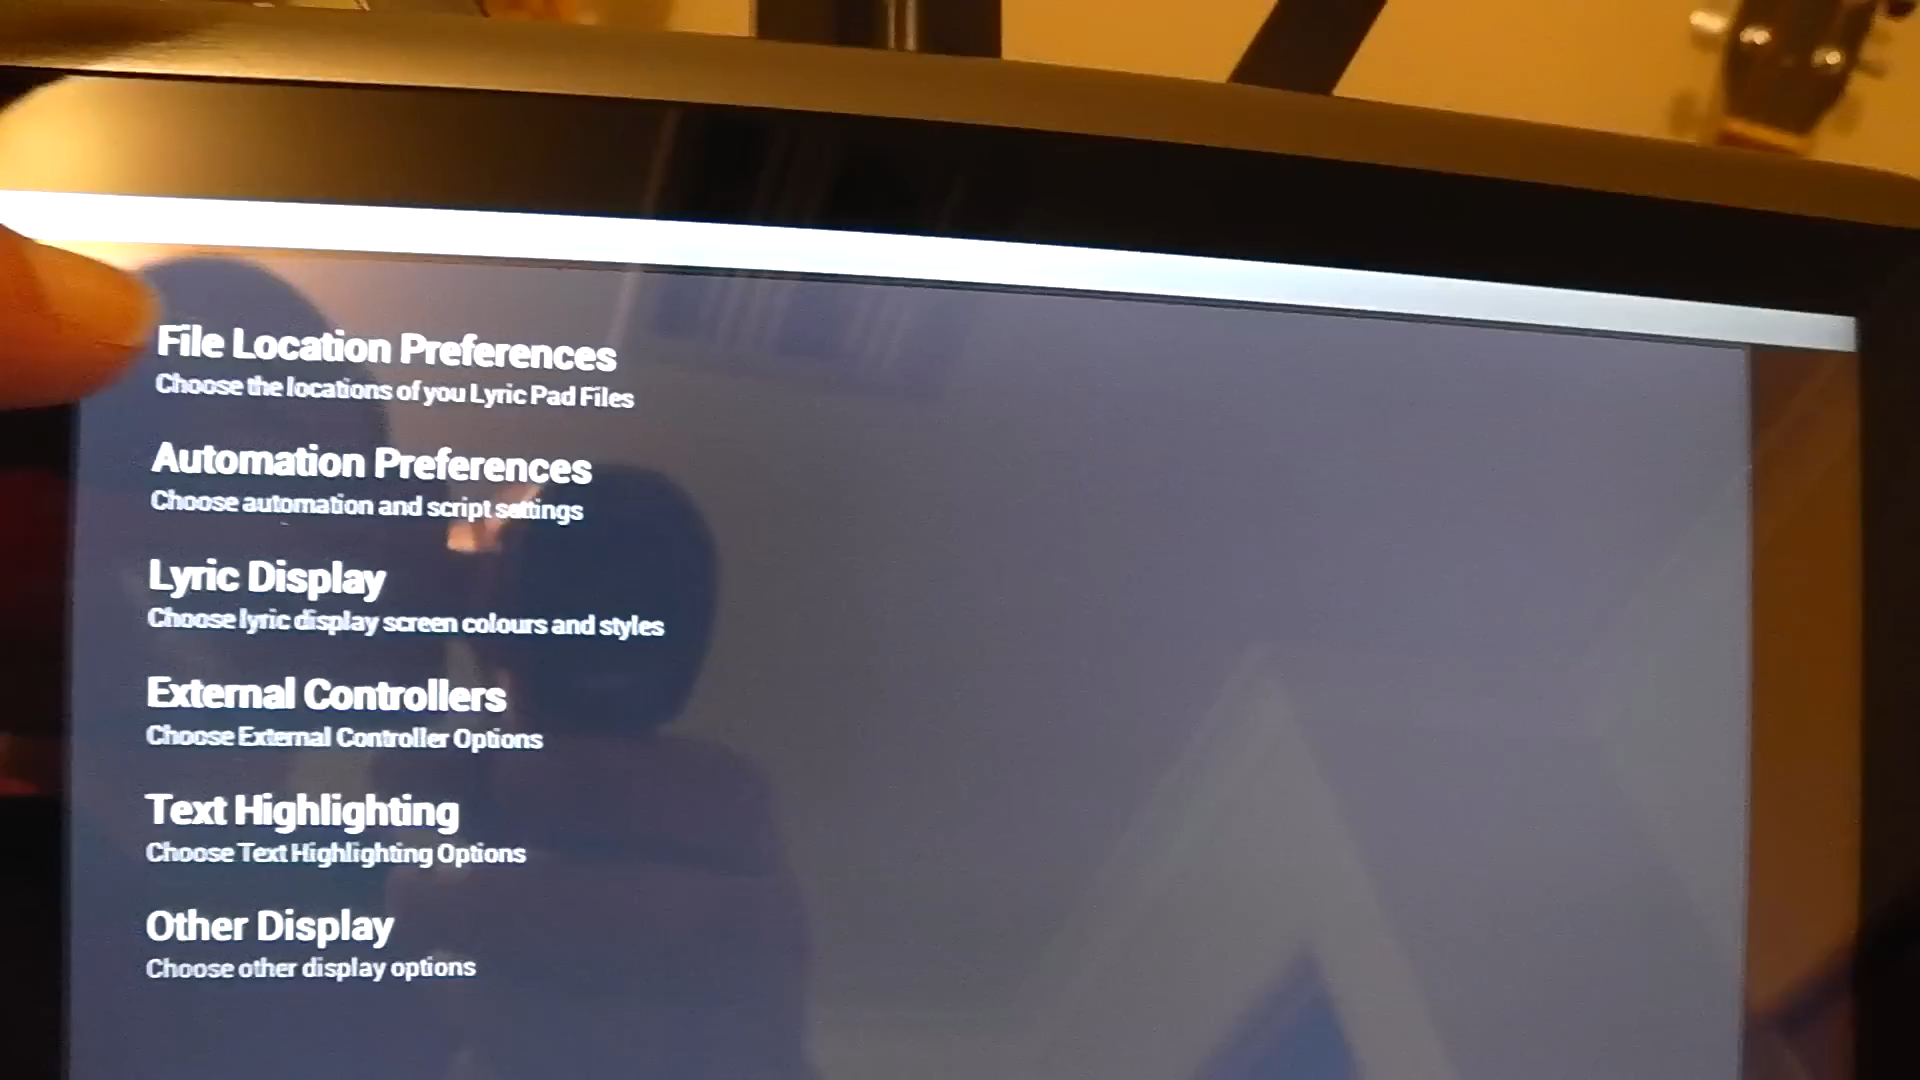 File Location Preferences
Choose the locations of you Lyric Pad Files
Automation Preferences
Choose automation and script settings
Lyric Display
Choose lyric display screen colours and styles
External Controllers
Choose External Controller Options
Text Highlighting
Choose Text Highlighting Options
Other Display
Choose other display options